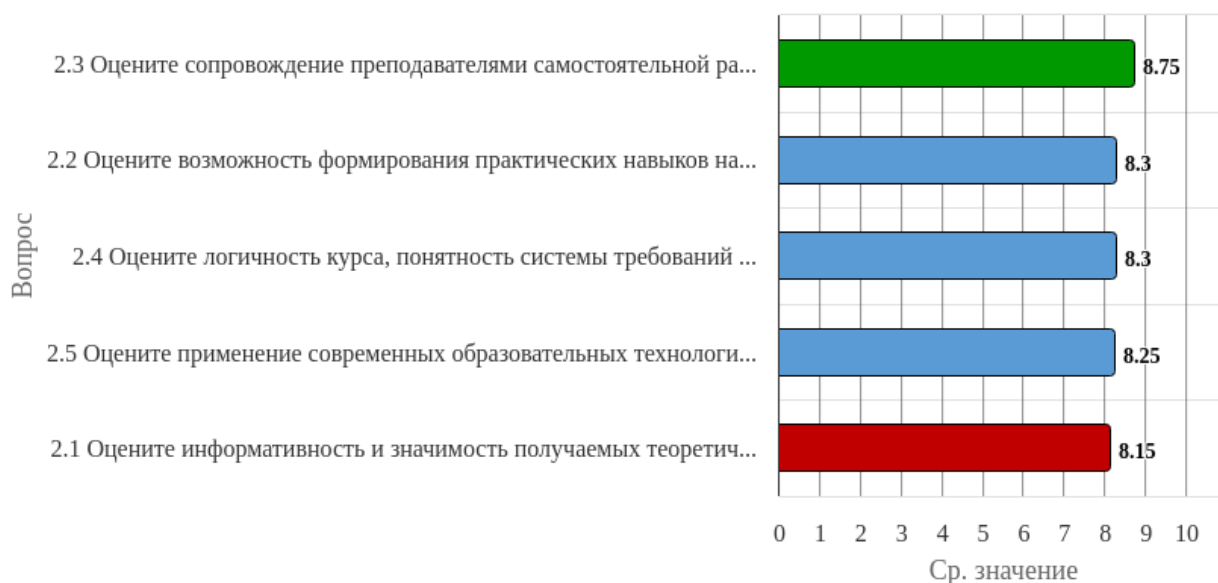 2.3 Оцените сопровождение преподавателями самостоятельной ра...
8.75
2.2 Оцените возможность формирования практических навыков на...
8.3
2.4 Оцените логичность курса, понятность системы требований ...
8.3
2.5 Оцените применение современных образовательных технологи...
8.25
2.1 Оцените информативность и значимость получаемых теоретич...
8.15
Вопрос
0 1 2 3 4 5 6 7 8 9 10
Ср. значение